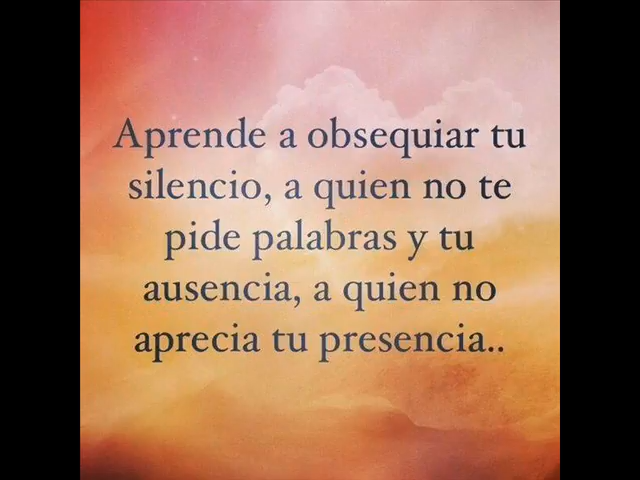 Aprende a obsequiar tu
silencio, a quien no te
pide palabras y tu
ausencia, a quien no
aprecia tu presencia..